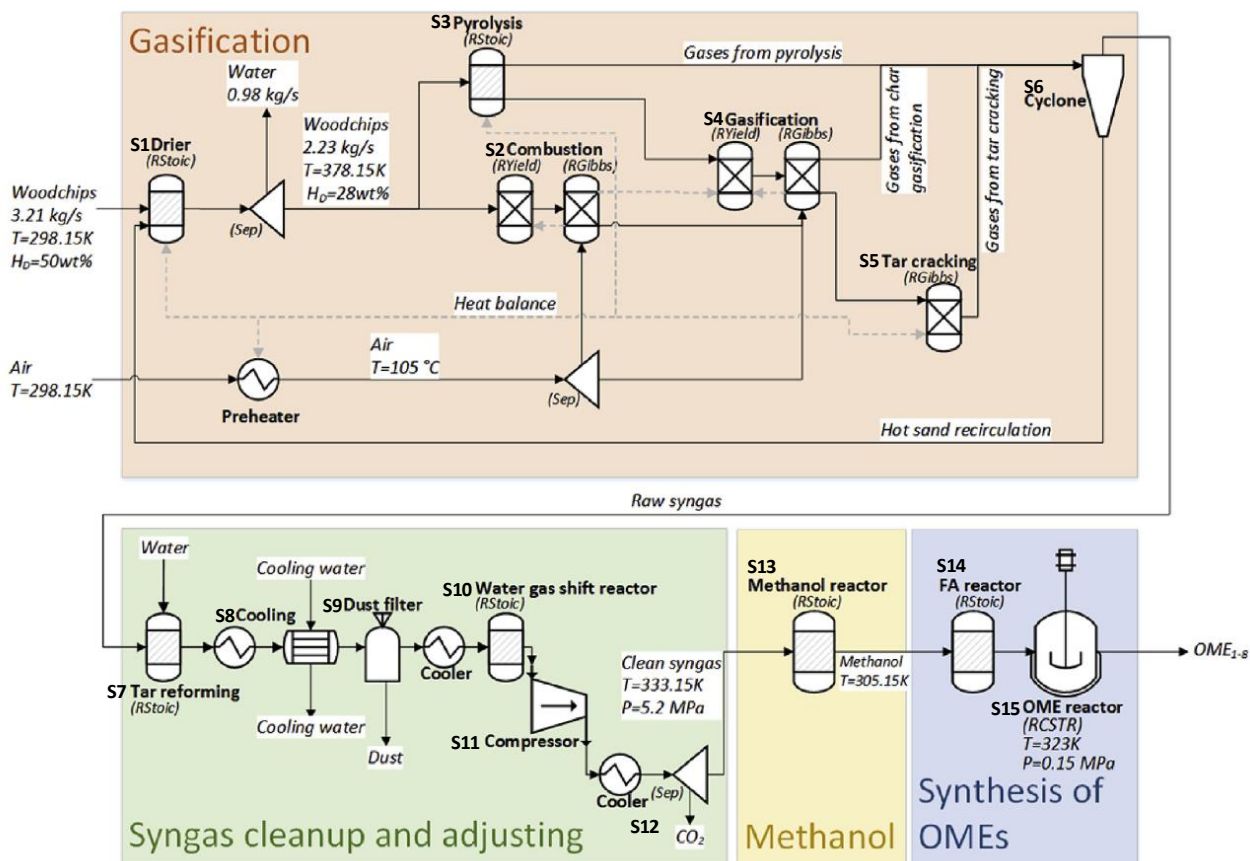 Gasification
S3 Pyrolysis
(RStoic)
Gases from pyrolysis
Water
0.98 kg/s
S6
Cyclone
S1 Drier
(RStoic)
Woodchips
2.23 kg/s
T=378.15K
H_D=28wt%
S4 Gasification
(RYield)
(RGibbs)
Gases from char
gasification
Gases from tar cracking
S2 Combustion
(RYield)
(RGibbs)
Woodchips
3.21 kg/s
T=298.15K
H_D=50wt%
(Sep)
S5 Tar cracking
(RGibbs)
Heat balance
Air
T=298.15K
Air
T=105 °C
Preheater
(Sep)
Hot sand recirculation
Raw syngas
Water
Cooling water
S8 Cooling
S9 Dust filter
S10 Water gas shift reactor
(RStoic)
S7 Tar reforming
(RStoic)
Cooling water
Dust
Cooler
S11 Compressor
Clean syngas
T=333.15K
P=5.2 MPa
Cooler
S12
(Sep)
CO₂
Syngas cleanup and adjusting
S13
Methanol reactor
(RStoic)
Methanol
T=305.15K
Methanol
S14
FA reactor
(RStoic)
OME₁₋₈
S15 OME reactor
(RCSTR)
T=323K
P=0.15 MPa
Synthesis of
OMEs